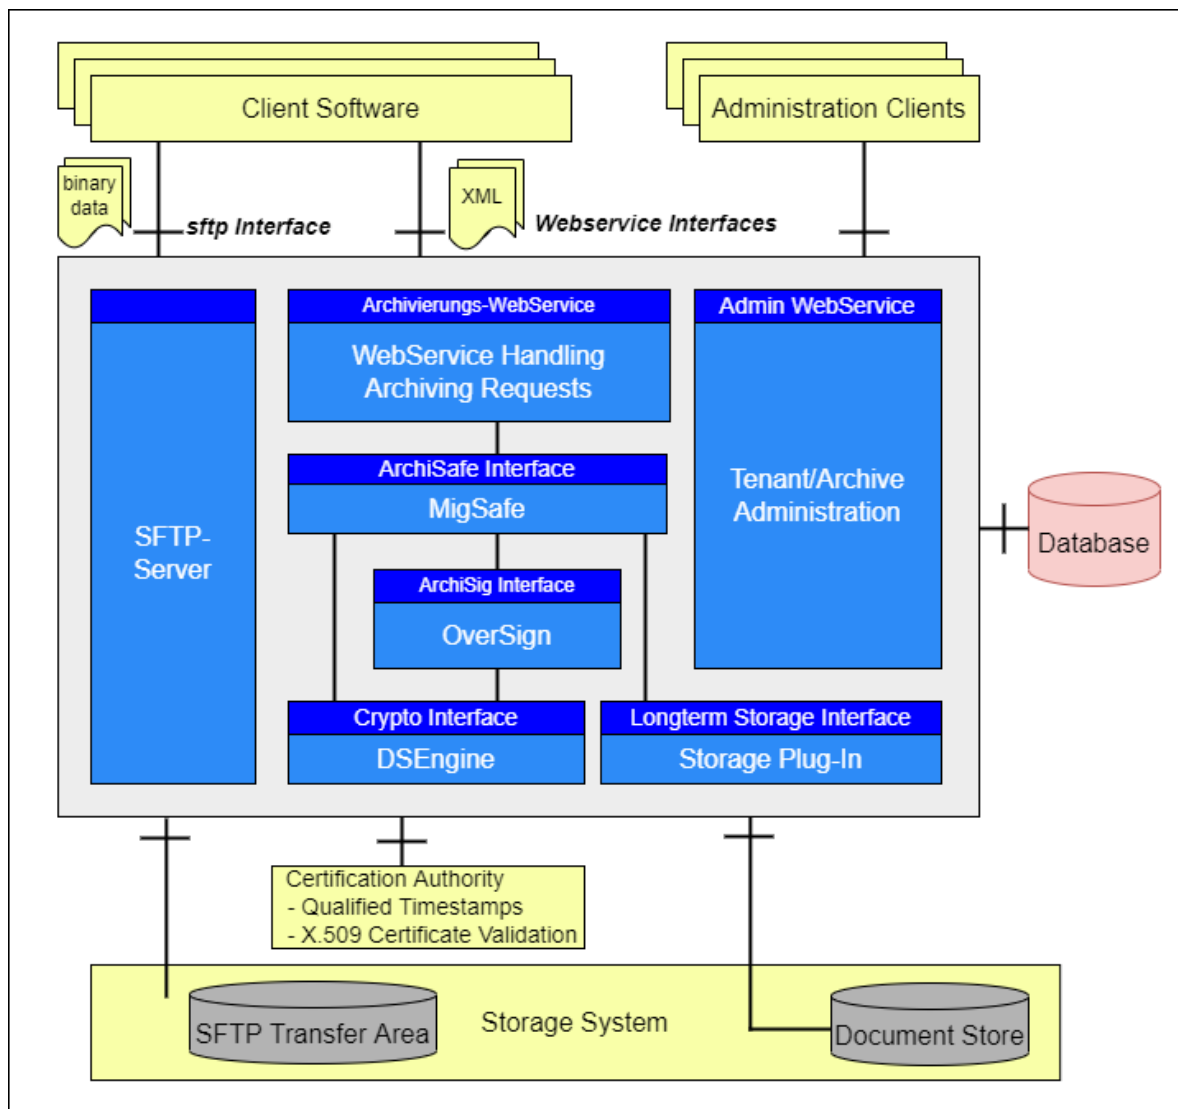 Client Software
Administration Clients
binary
data
XML
sftp Interface
Webservice Interfaces
Archivierungs-WebService
WebService Handling
Archiving Requests
Admin WebService
Tenant/Archive
Administration
ArchiSafe Interface
MigSafe
SFTP-
Server
ArchiSig Interface
OverSign
Database
Crypto Interface
DSEngine
Longterm Storage Interface
Storage Plug-In
Certification Authority
- Qualified Timestamps
- X.509 Certificate Validation
SFTP Transfer Area
Storage System
Document Store